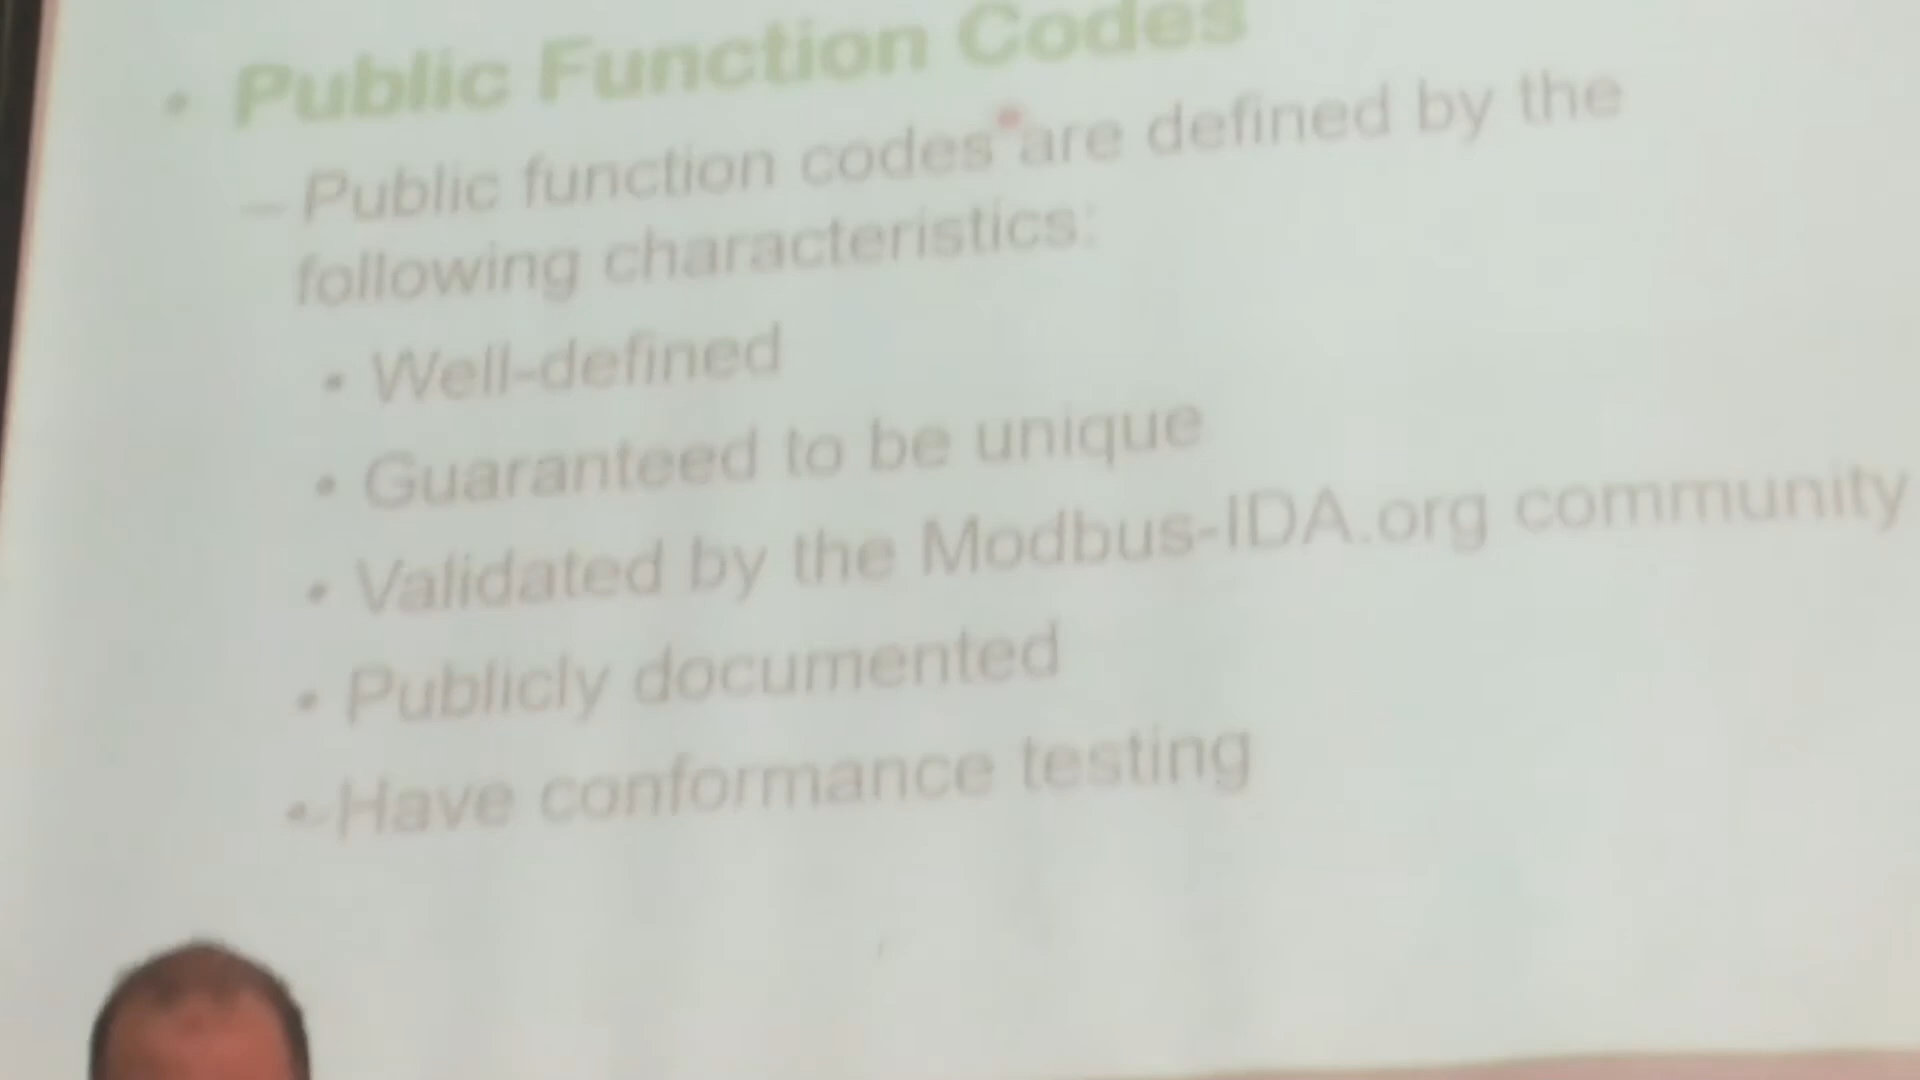 • Public Function Codes
– Public function codes are defined by the
following characteristics:
• Well-defined
• Guaranteed to be unique
• Validated by the Modbus-IDA.org community
• Publicly documented
• Have conformance testing